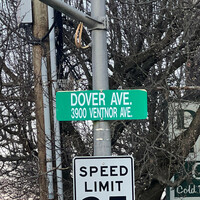 DOVER AVE.
3900 VENTNOR AVE.
SPEED
LIMIT
Cold